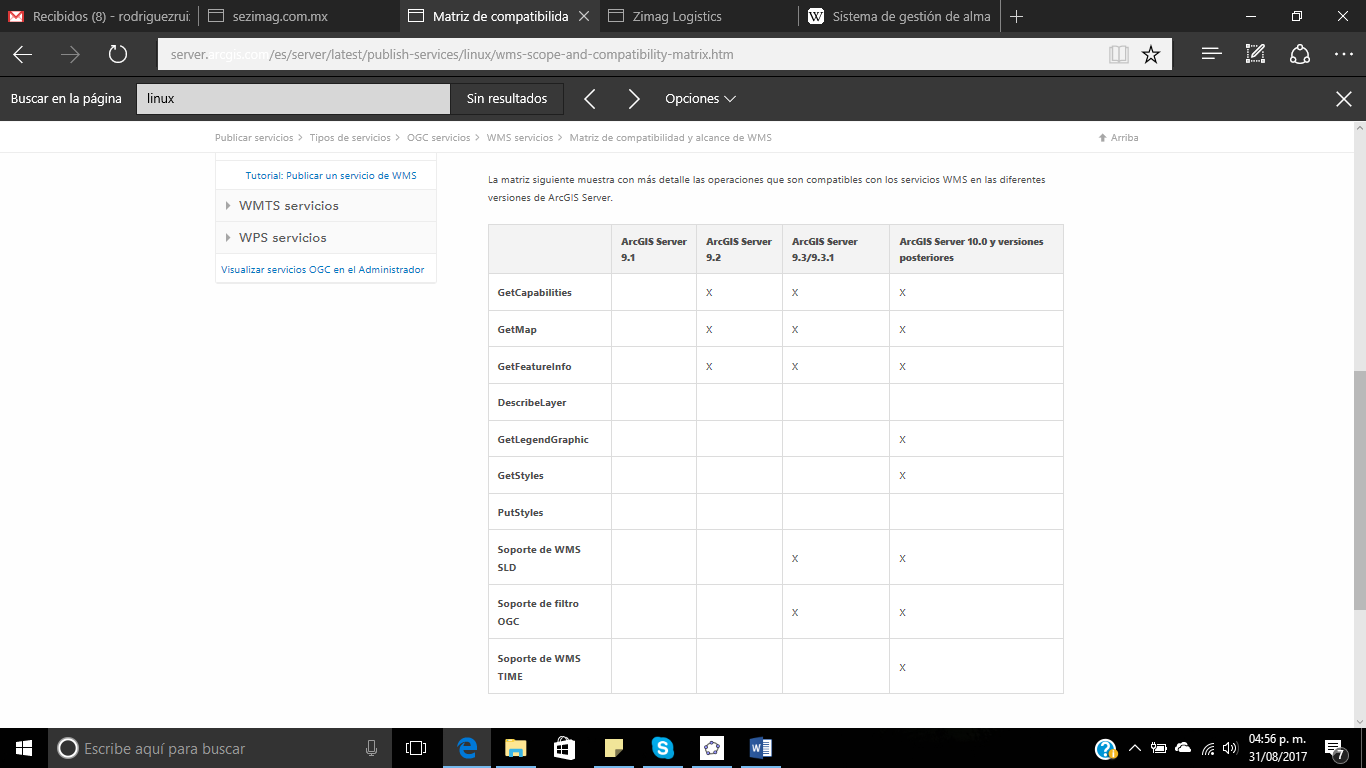 Recibidos (8) - rodriguezrui
sezimag.com.mx
Matriz de compatibilida
Zimag Logistics
W Sistema de gestión de alma
server.arcgis.com/es/server/latest/publish-services/linux/wms-scope-and-compatibility-matrix.htm
Buscar en la página
linux
Sin resultados
Opciones
Publicar servicios > Tipos de servicios > OGC servicios > WMS servicios > Matriz de compatibilidad y alcance de WMS
Arriba
Tutorial: Publicar un servicio de WMS
WMTS servicios
WPS servicios
Visualizar servicios OGC en el Administrador
La matriz siguiente muestra con más detalle las operaciones que son compatibles con los servicios WMS en las diferentes
versiones de ArcGIS Server.
ArcGIS Server 9.1
ArcGIS Server 9.2
ArcGIS Server 9.3/9.3.1
ArcGIS Server 10.0 y versiones posteriores
GetCapabilities X X X
GetMap X X X
GetFeatureInfo X X X
DescribeLayer
GetLegendGraphic X
GetStyles X
PutStyles
Soporte de WMS SLD X X
Soporte de filtro OGC X X
Soporte de WMS TIME X
Escribe aquí para buscar
04:56 p. m.
31/08/2017
7